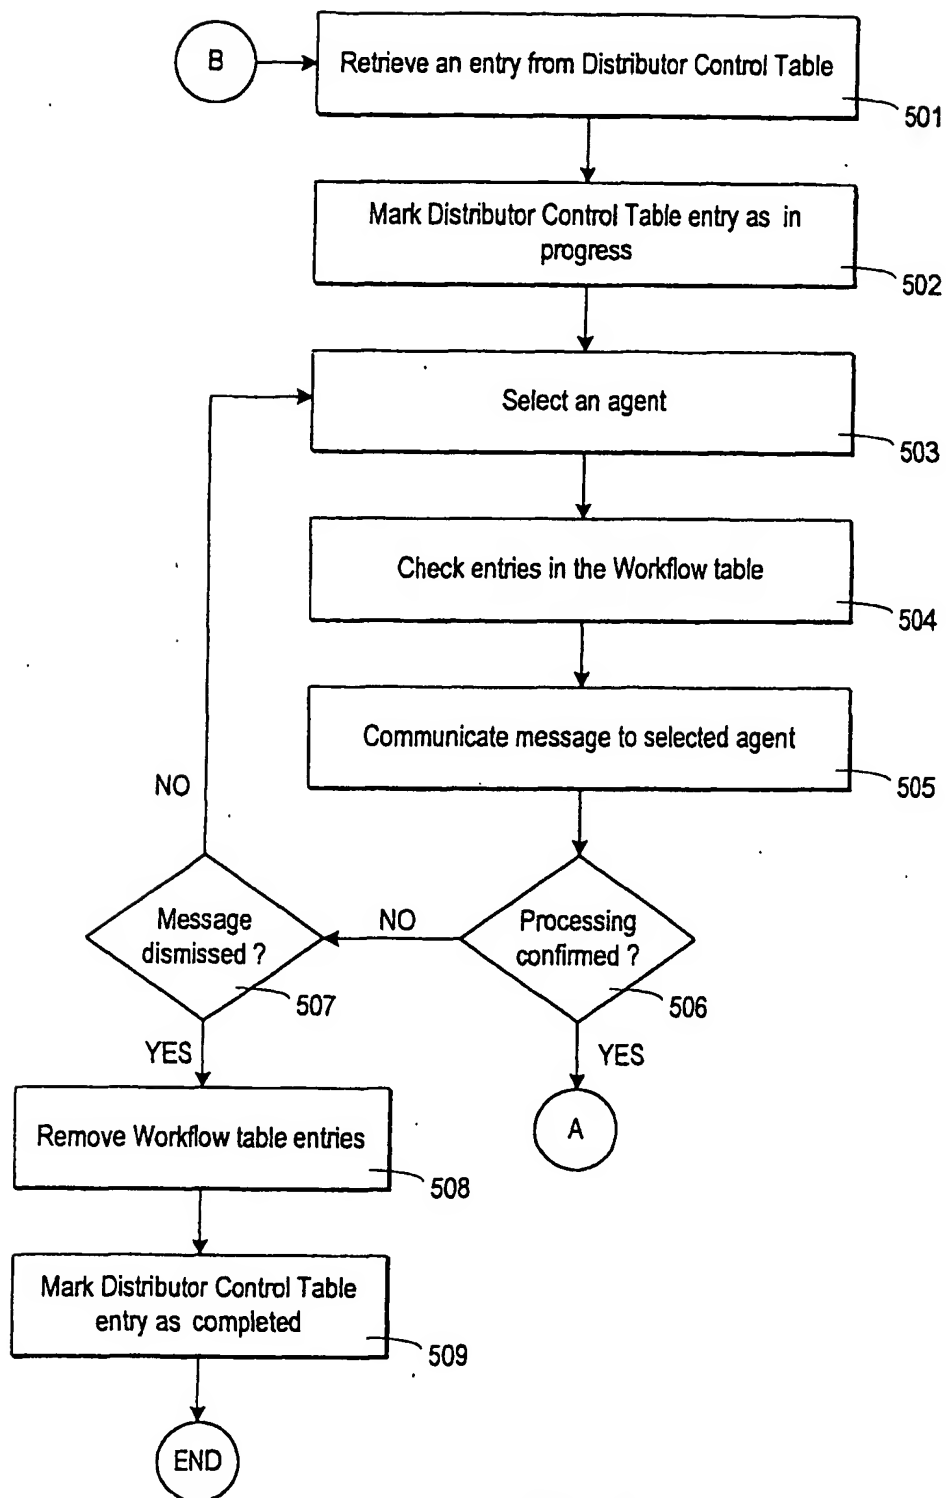 B
Retrieve an entry from Distributor Control Table
501
Mark Distributor Control Table entry as in
progress
502
Select an agent
503
Check entries in the Workflow table
504
Communicate message to selected agent
505
NO
Message
dismissed ?
507
NO
Processing
confirmed ?
506
YES
YES
Remove Workflow table entries
508
A
Mark Distributor Control Table
entry as completed
509
END